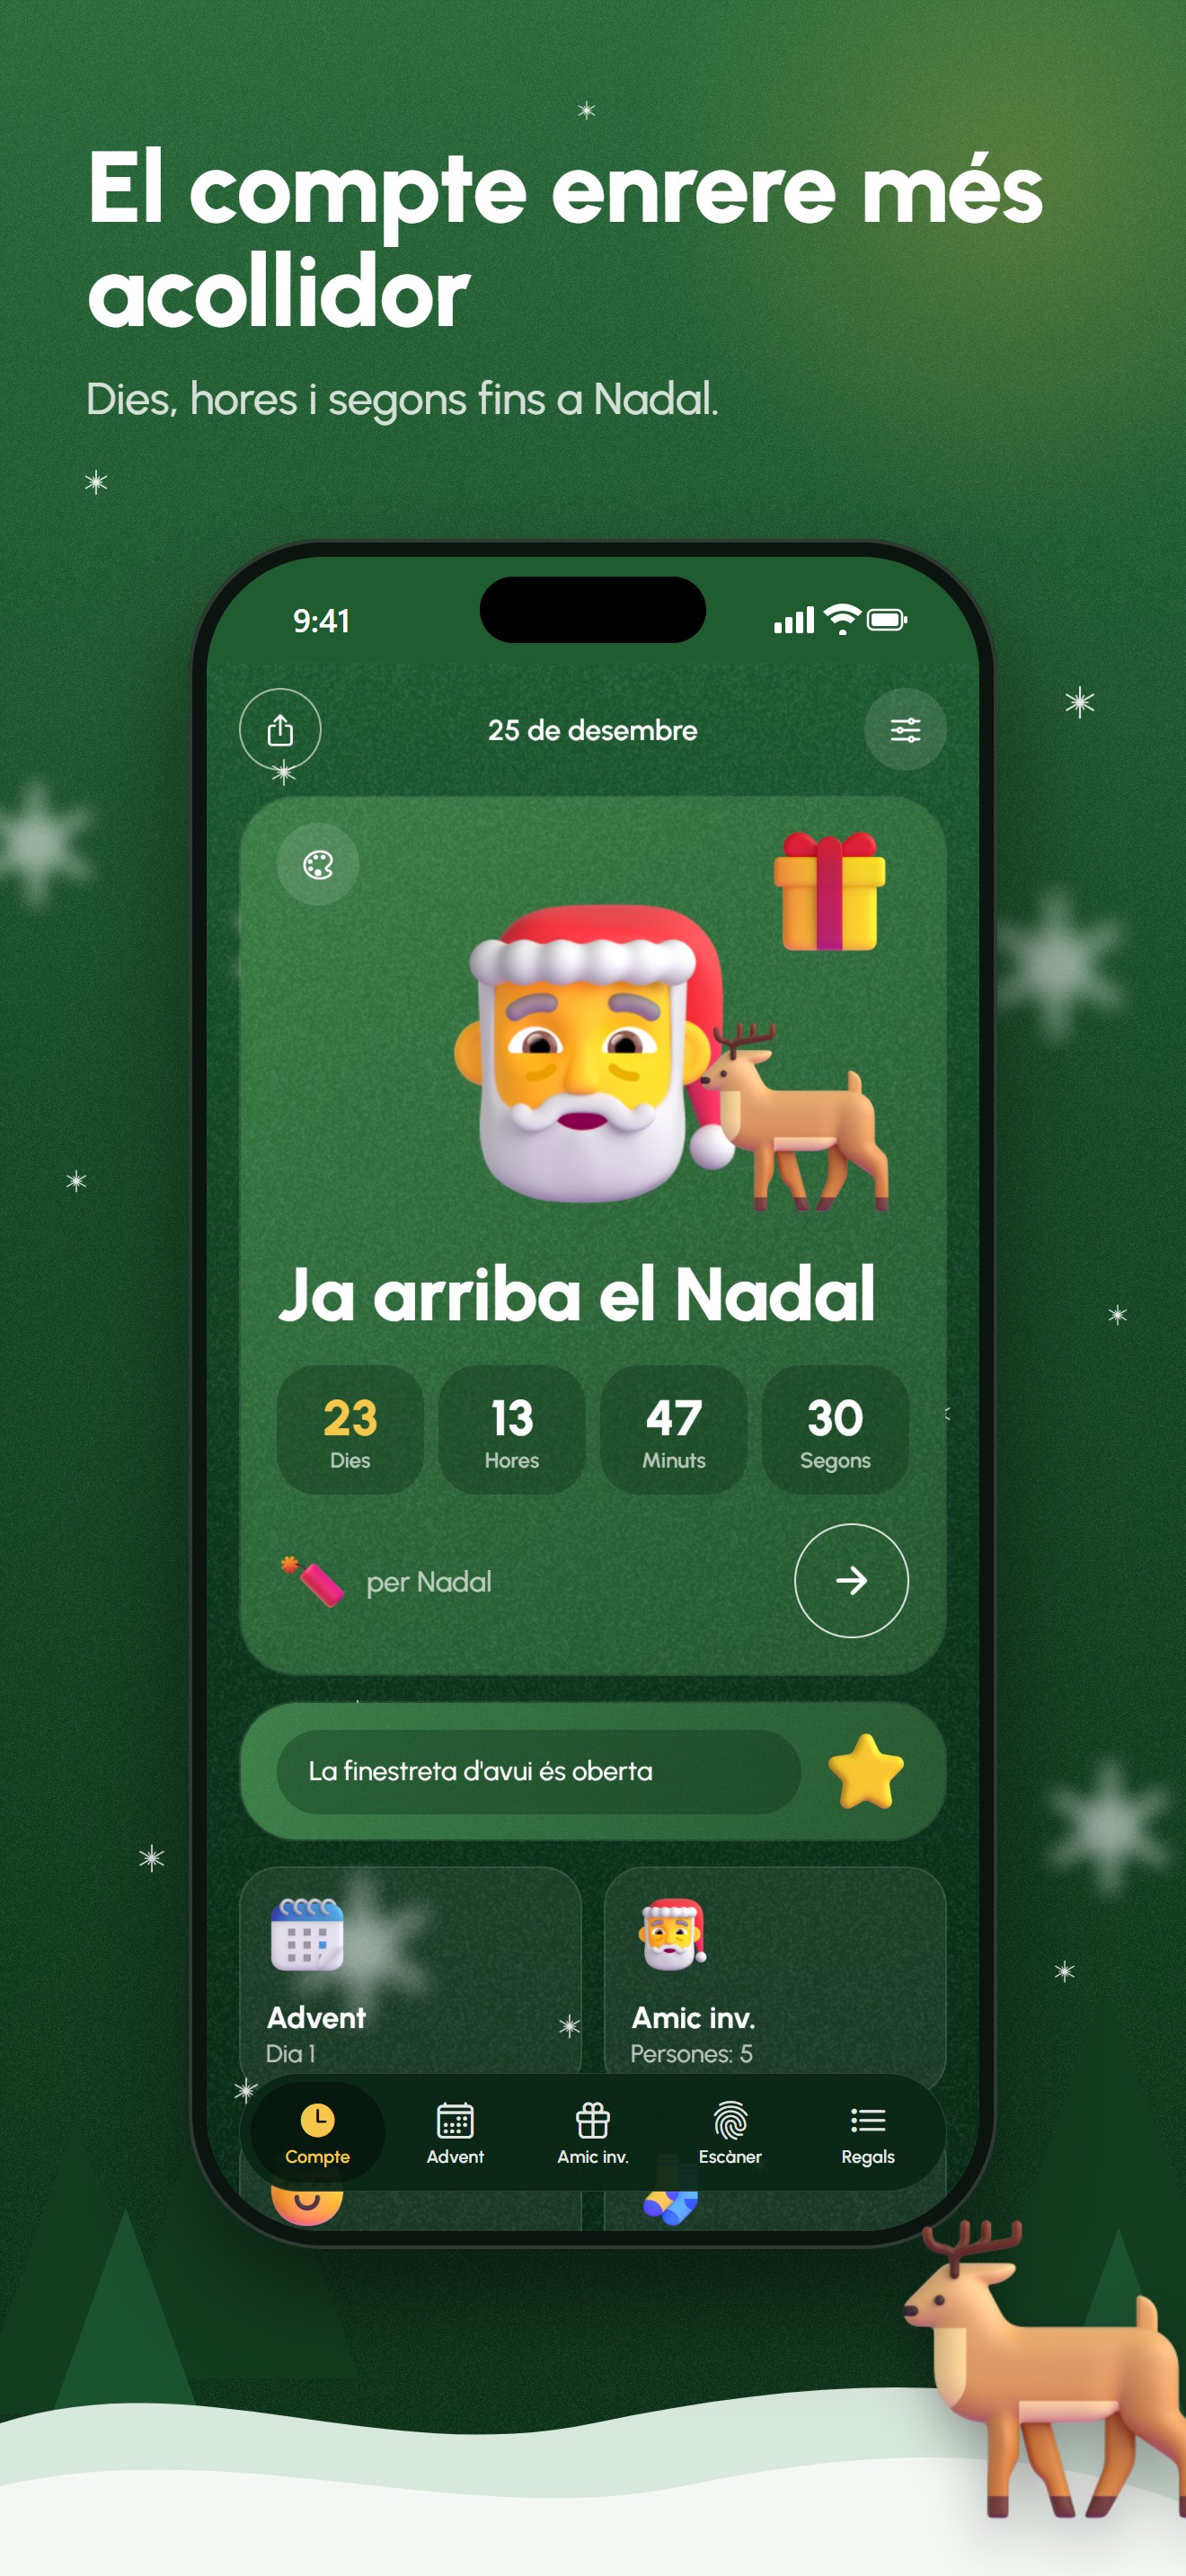 El compte enrere més
acollidor
Dies, hores i segons fins a Nadal.
9:41
25 de desembre
Ja arriba el Nadal
23 13 47 30
Dies Hores Minuts Segons
per Nadal
La finestreta d'avui és oberta
Advent Amic inv.
Dia 1 Persones: 5
Compte Advent Amic inv. Escàner Regals